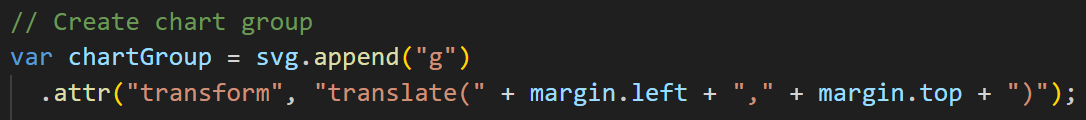 // Create chart group
var chartGroup = svg.append("g")
.attr("transform", "translate(" + margin.left + "," + margin.top + ")");